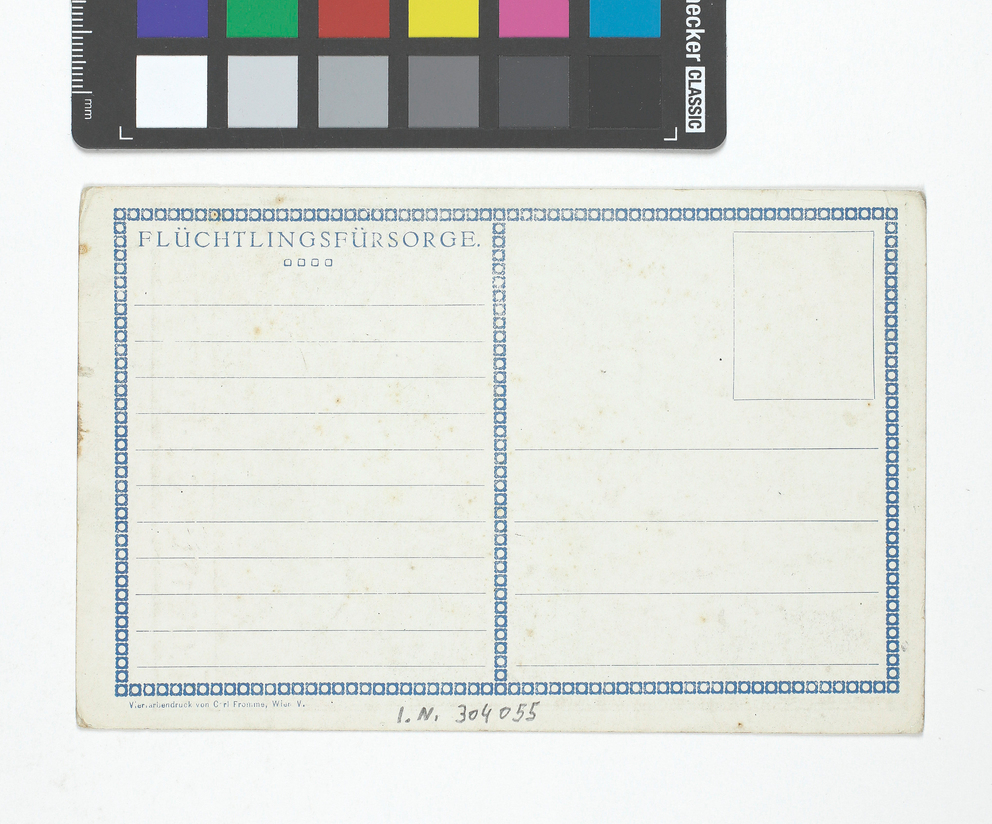 mm
ecker
CLASSIC
FLÜCHTLINGSFÜRSORGE.
Vierfarbendruck von Carl Fromme, Wien V.
I. N. 304055